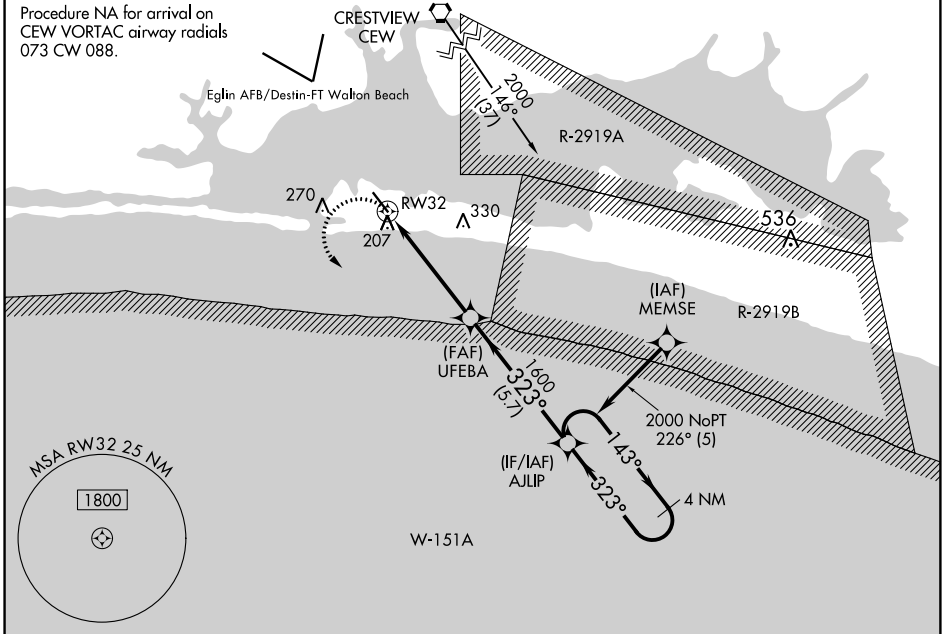 Procedure NA for arrival on
CEW VORTAC airway radials
073 CW 088.
CRESTVIEW
CEW
Eglin AFB/Destin-FT Walton Beach
2000
146°
(37)
R-2919A
270
RW32
207
330
536
(IAF)
MEMSE
R-2919B
(FAF)
UFEBA
1600
323°
(5.7)
2000 NoPT
226° (5)
(IF/IAF)
AJLIP
143°
323°
4 NM
MSA RW32 25 NM
1800
W-151A